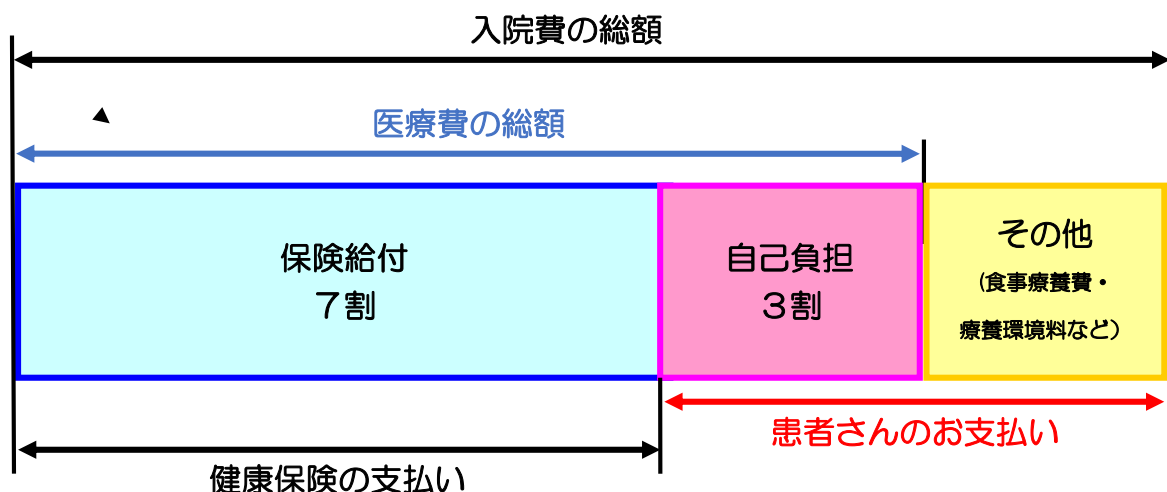 入院費の総額
医療費の総額
保険給付
７割
自己負担
３割
その他
（食事療養費・
療養環境料など）
患者さんのお支払い
健康保険の支払い